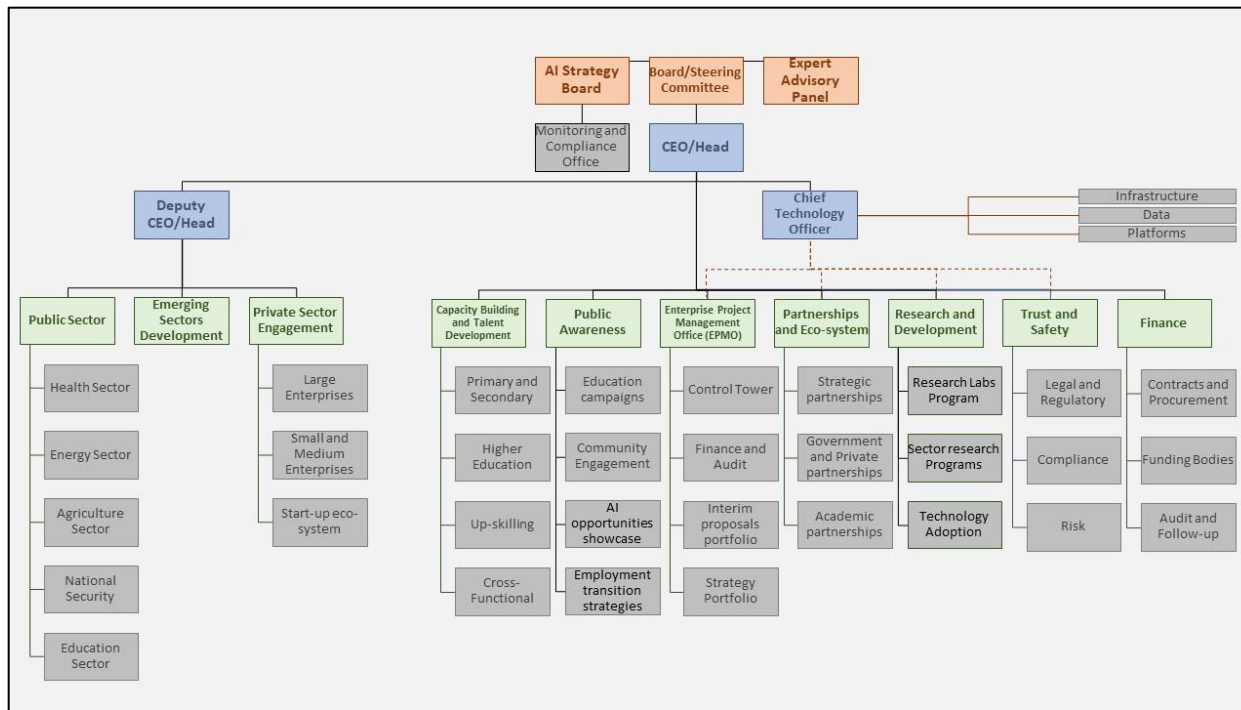 AI Strategy
Board
Board/Steering
Committee
Expert
Advisory
Panel
Monitoring and
Compliance
Office
CEO/Head
Deputy
CEO/Head
Chief
Technology
Officer
Infrastructure
Data
Platforms
Public Sector
Emerging
Sectors
Development
Private Sector
Engagement
Capacity Building
and Talent
Development
Public
Awareness
Enterprise Project
Management
Office (EPMO)
Partnerships
and Eco-system
Research and
Development
Trust and
Safety
Finance
Health Sector
Energy Sector
Agriculture
Sector
National
Security
Education
Sector
Large
Enterprises
Small and
Medium
Enterprises
Start-up eco-
system
Primary and
Secondary
Higher
Education
Up-skilling
Cross-
Functional
Education
campaigns
Community
Engagement
AI
opportunities
showcase
Employment
transition
strategies
Control Tower
Finance and
Audit
Interim
proposals
portfolio
Strategy
Portfolio
Strategic
partnerships
Government
and Private
partnerships
Academic
partnerships
Research Labs
Program
Sector research
Programs
Technology
Adoption
Legal and
Regulatory
Compliance
Risk
Contracts and
Procurement
Funding Bodies
Audit and
Follow-up